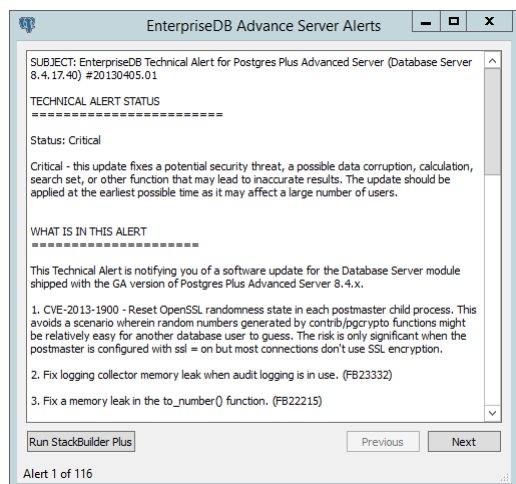 EnterpriseDB Advance Server Alerts
SUBJECT: EnterpriseDB Technical Alert for Postgres Plus Advanced Server (Database Server
8.4.17.40) #20130405.01
TECHNICAL ALERT STATUS
========================
Status: Critical
Critical - this update fixes a potential security threat, a possible data corruption, calculation,
search set, or other function that may lead to inaccurate results. The update should be
applied at the earliest possible time as it may affect a large number of users.
WHAT IS IN THIS ALERT
=====================
This Technical Alert is notifying you of a software update for the Database Server module
shipped with the GA version of Postgres Plus Advanced Server 8.4.x.
1. CVE-2013-1900 - Reset OpenSSL randomness state in each postmaster child process. This
avoids a scenario wherein random numbers generated by contrib/pgcrypto functions might
be relatively easy for another database user to guess. The risk is only significant when the
postmaster is configured with ssl = on but most connections don't use SSL encryption.
2. Fix logging collector memory leak when audit logging is in use. (FB23332)
3. Fix a memory leak in the to_number() function. (FB22215)
Run StackBuilder Plus
Previous
Next
Alert 1 of 116